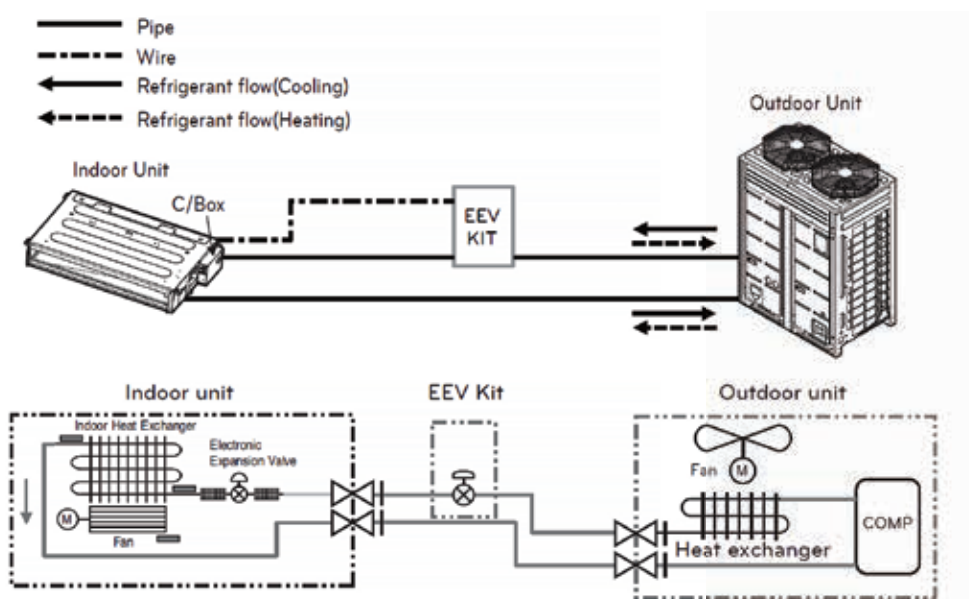 Pipe
Wire
Refrigerant flow(Cooling)
Refrigerant flow(Heating)
Outdoor Unit
Indoor Unit
C/Box
EEV
KIT
Indoor unit
EEV Kit
Outdoor unit
Indoor Heat Exchanger
Electronic
Expansion Valve
Fan M
M
COMP
Fan
Heat exchanger